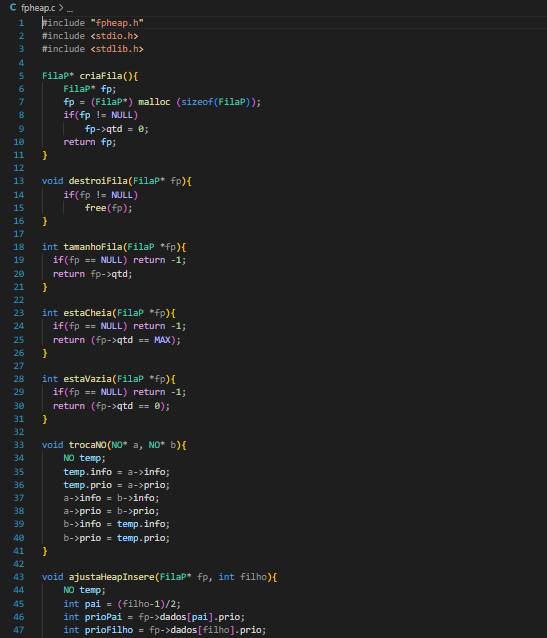 C fpheap.c > ...
1 #include "fpheap.h"
2 #include <stdio.h>
3 #include <stdlib.h>
4
5 FilaP* criaFila(){
6     FilaP* fp;
7     fp = (FilaP*) malloc (sizeof(FilaP));
8     if(fp != NULL)
9         fp->qtd = 0;
10     return fp;
11 }
12
13 void destroiFila(FilaP* fp){
14     if(fp != NULL)
15         free(fp);
16 }
17
18 int tamanhoFila(FilaP *fp){
19   if(fp == NULL) return -1;
20   return fp->qtd;
21 }
22
23 int estaCheia(FilaP *fp){
24   if(fp == NULL) return -1;
25   return (fp->qtd == MAX);
26 }
27
28 int estaVazia(FilaP *fp){
29   if(fp == NULL) return -1;
30   return (fp->qtd == 0);
31 }
32
33 void trocaNO(NO* a, NO* b){
34     NO temp;
35     temp.info = a->info;
36     temp.prio = a->prio;
37     a->info = b->info;
38     a->prio = b->prio;
39     b->info = temp.info;
40     b->prio = temp.prio;
41 }
42
43 void ajustaHeapInsere(FilaP* fp, int filho){
44     NO temp;
45     int pai = (filho-1)/2;
46     int prioPai = fp->dados[pai].prio;
47     int prioFilho = fp->dados[filho].prio;